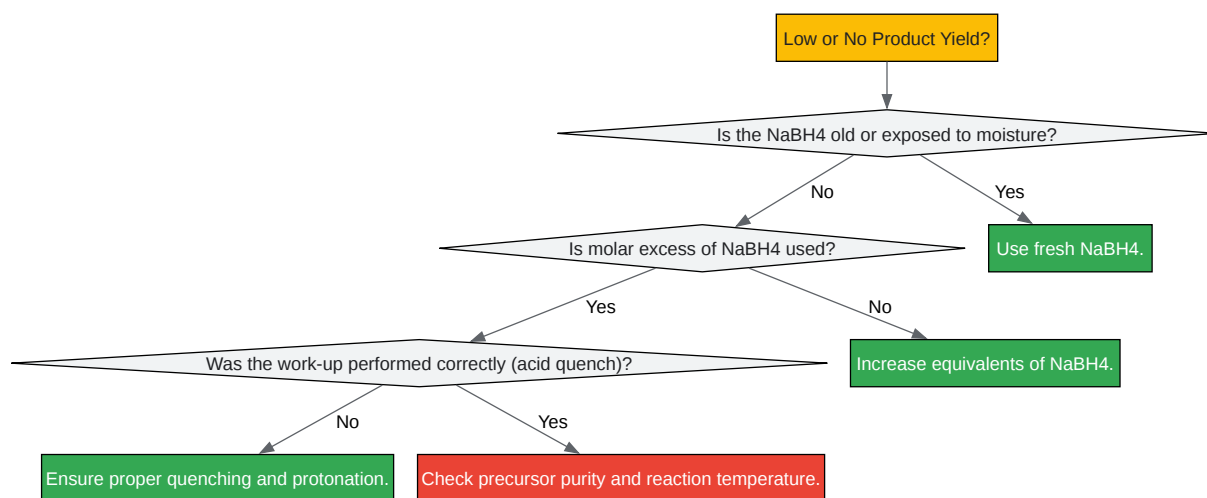 Low or No Product Yield?
Is the NaBH4 old or exposed to moisture?
No
Yes
Is molar excess of NaBH4 used?
Use fresh NaBH4.
Yes
No
Was the work-up performed correctly (acid quench)?
Increase equivalents of NaBH4.
No
Yes
Ensure proper quenching and protonation.
Check precursor purity and reaction temperature.